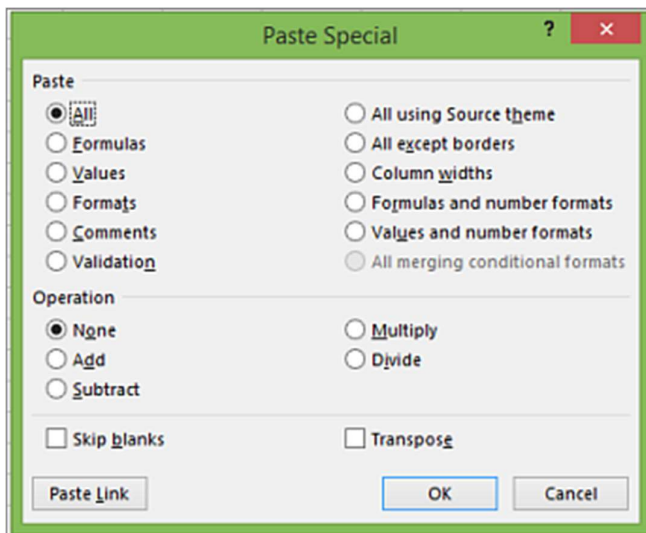 Paste Special
?
Paste
All
All using Source theme
Formulas
All except borders
Values
Column widths
Formats
Formulas and number formats
Comments
Values and number formats
Validation
All merging conditional formats
Operation
None
Multiply
Add
Divide
Subtract
Skip blanks
Transpose
Paste Link
OK
Cancel